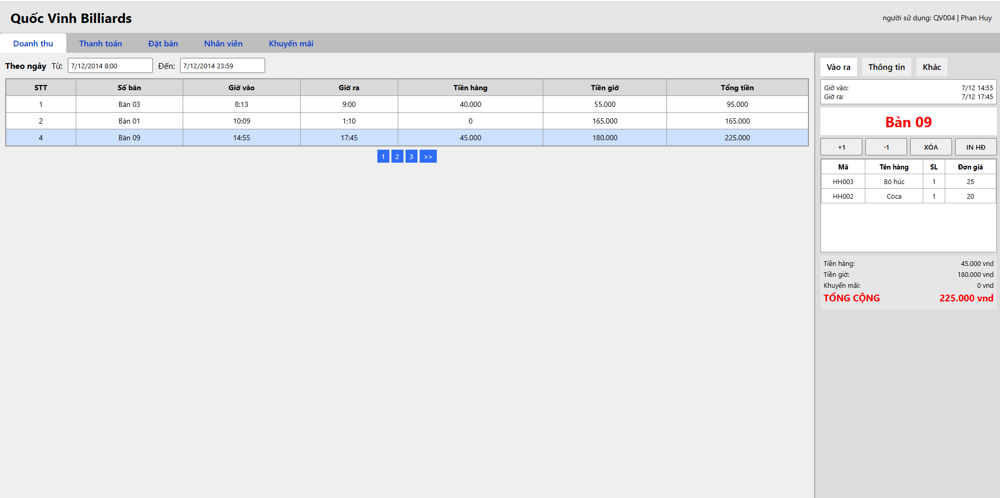 Quốc Vinh Billiards
người sử dụng: QV004 | Phan Huy
Doanh thu Thanh toán Đặt bàn Nhân viên Khuyến mãi
Theo ngày Từ: 7/12/2014 8:00 Đến: 7/12/2014 23:59
STT Số bàn Giờ vào Giờ ra Tiền hàng Tiền giờ Tổng tiền
1 Bàn 03 8:13 9:00 40.000 55.000 95.000
2 Bàn 01 10:09 1:10 0 165.000 165.000
4 Bàn 09 14:55 17:45 45.000 180.000 225.000
1 2 3 >>
Vào ra Thông tin Khác
Giờ vào: 7/12 14:55
Giờ ra: 7/12 17:45
Bàn 09
+1 -1 XÓA IN HĐ
Mã Tên hàng SL Đơn giá
HH003 Bò húc 1 25
HH002 Coca 1 20
Tiền hàng: 45.000 vnd
Tiền giờ: 180.000 vnd
Khuyến mãi: 0 vnd
TỔNG CỘNG 225.000 vnd